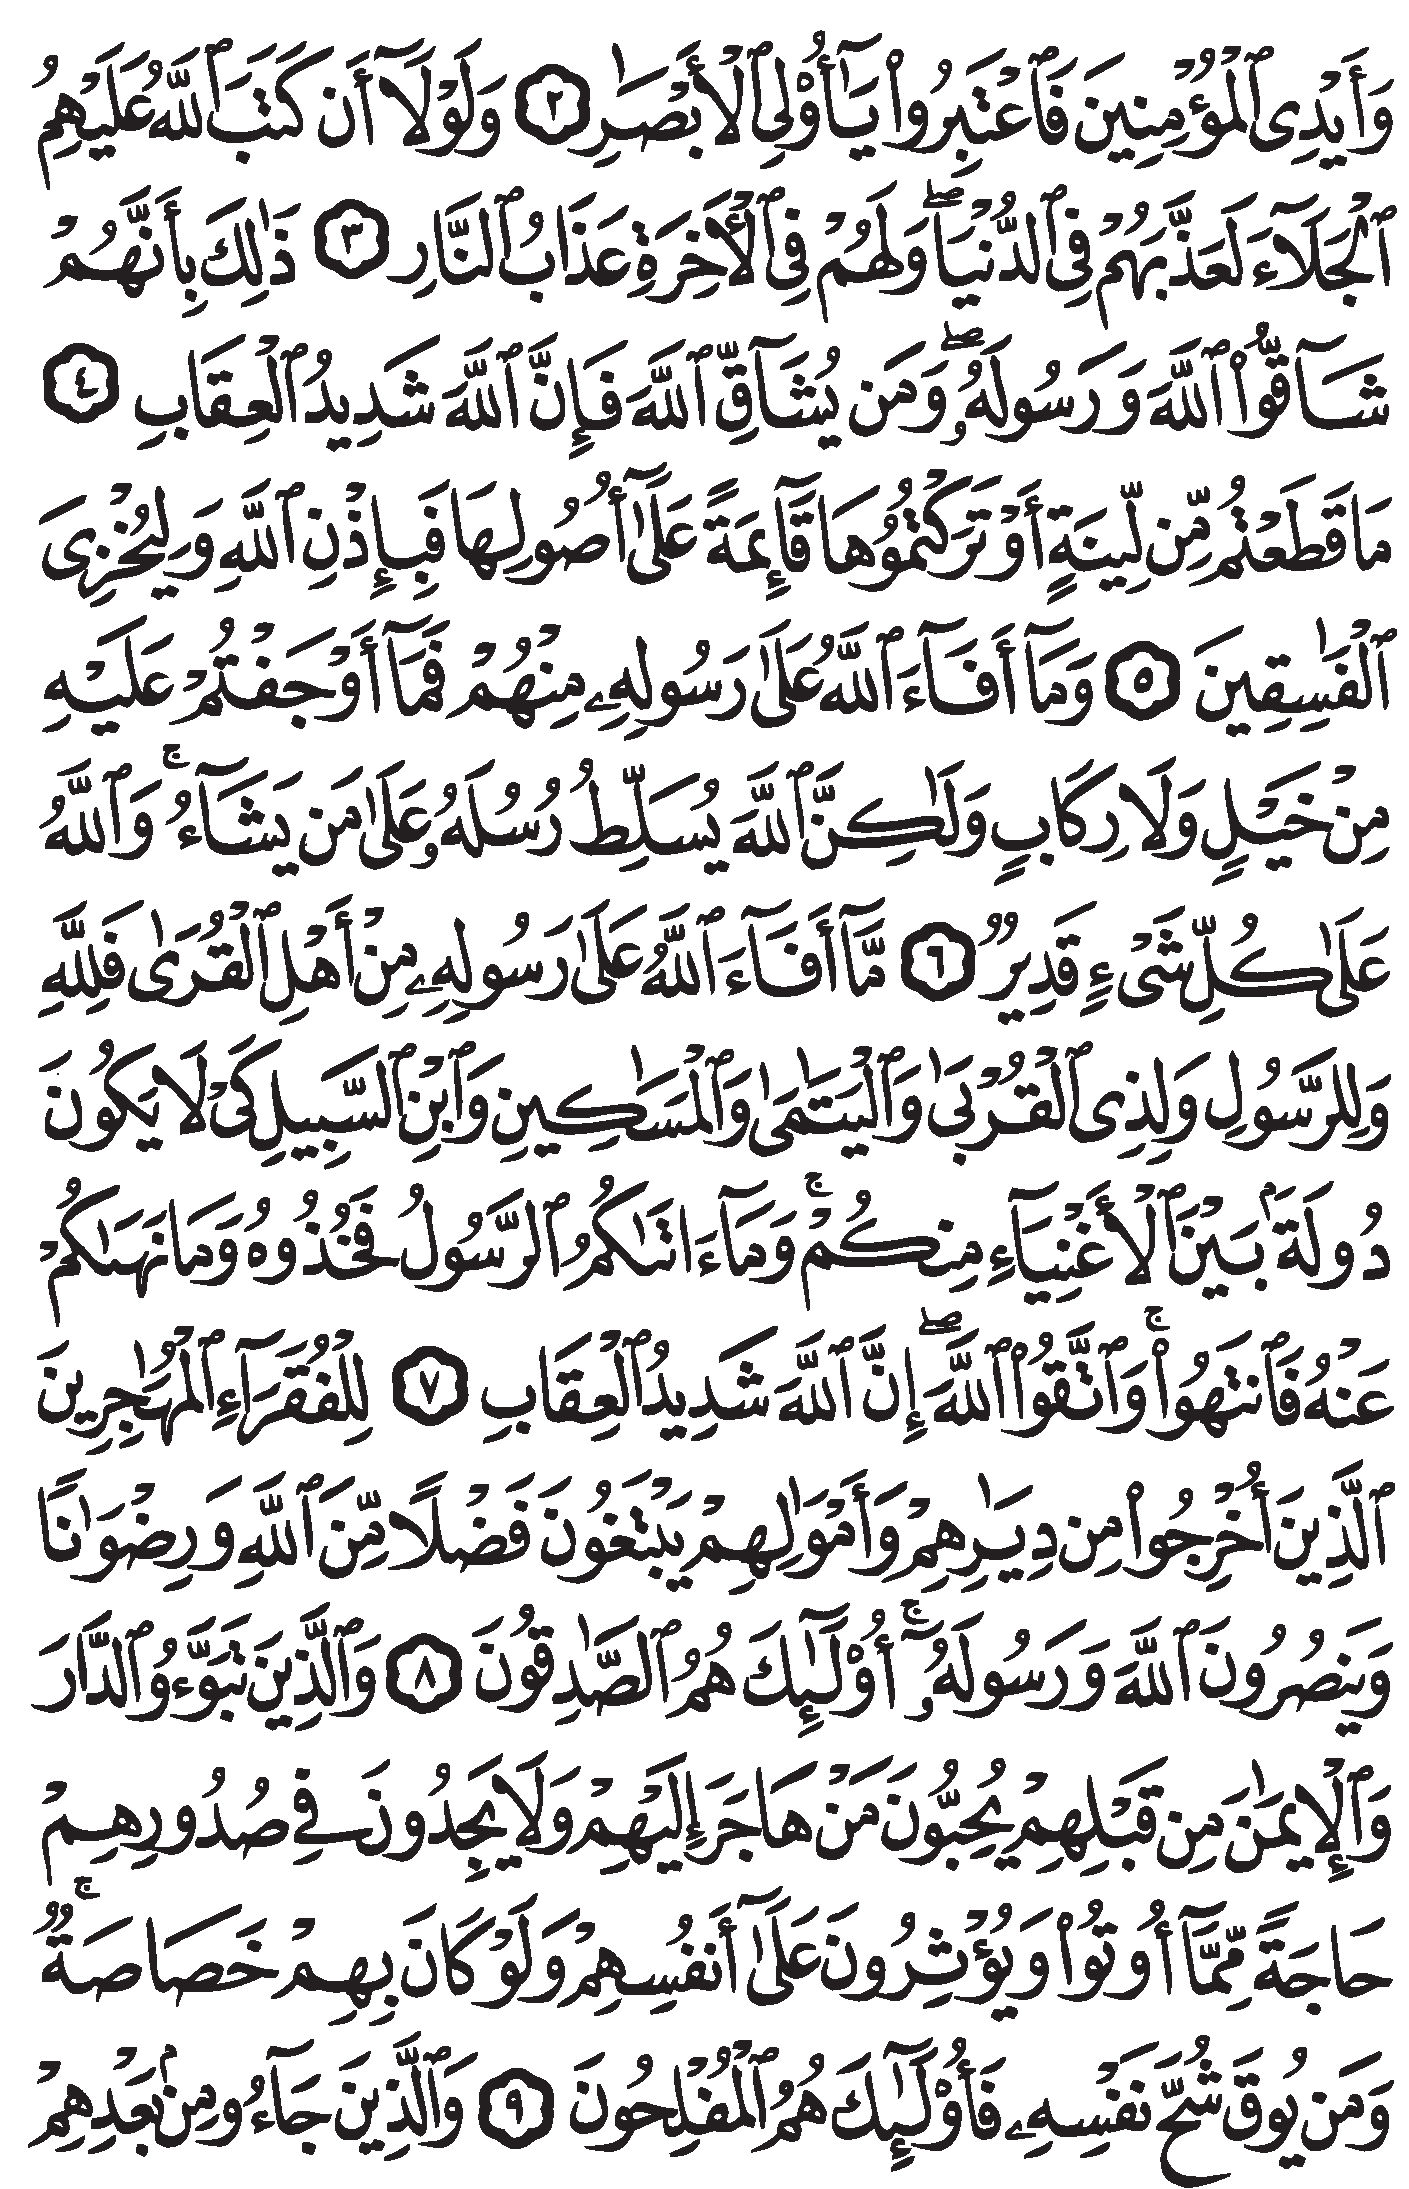 وَأَيْدِى ٱلْمُؤْمِنِينَ فَٱعْتَبِرُوا۟ يَـٰٓأُو۟لِى ٱلْأَبْصَـٰرِ ٢ وَلَوْلَآ أَن كَتَبَ ٱللَّهُ عَلَيْهِمُ
ٱلْجَلَآءَ لَعَذَّبَهُمْ فِى ٱلدُّنْيَا ۖ وَلَهُمْ فِى ٱلْـَٔاخِرَةِ عَذَابُ ٱلنَّارِ ٣ ذَٰلِكَ بِأَنَّهُمْ
شَآقُّوا۟ ٱللَّهَ وَرَسُولَهُۥ ۖ وَمَن يُشَآقِّ ٱللَّهَ فَإِنَّ ٱللَّهَ شَدِيدُ ٱلْعِقَابِ ٤
مَا قَطَعْتُم مِّن لِّينَةٍ أَوْ تَرَكْتُمُوهَا قَآئِمَةً عَلَىٰٓ أُصُولِهَا فَبِإِذْنِ ٱللَّهِ وَلِيُخْزِىَ
ٱلْفَـٰسِقِينَ ٥ وَمَآ أَفَآءَ ٱللَّهُ عَلَىٰ رَسُولِهِۦ مِنْهُمْ فَمَآ أَوْجَفْتُمْ عَلَيْهِ
مِنْ خَيْلٍ وَلَا رِكَابٍ وَلَـٰكِنَّ ٱللَّهَ يُسَلِّطُ رُسُلَهُۥ عَلَىٰ مَن يَشَآءُ ۚ وَٱللَّهُ
عَلَىٰ كُلِّ شَىْءٍ قَدِيرٌ ٦ مَّآ أَفَآءَ ٱللَّهُ عَلَىٰ رَسُولِهِۦ مِنْ أَهْلِ ٱلْقُرَىٰ فَلِلَّهِ
وَلِلرَّسُولِ وَلِذِى ٱلْقُرْبَىٰ وَٱلْيَتَـٰمَىٰ وَٱلْمَسَـٰكِينِ وَٱبْنِ ٱلسَّبِيلِ كَىْ لَا يَكُونَ
دُولَةًۢ بَيْنَ ٱلْأَغْنِيَآءِ مِنكُمْ ۚ وَمَآ ءَاتَىٰكُمُ ٱلرَّسُولُ فَخُذُوهُ وَمَا نَهَىٰكُمْ
عَنْهُ فَٱنتَهُوا۟ ۚ وَٱتَّقُوا۟ ٱللَّهَ ۖ إِنَّ ٱللَّهَ شَدِيدُ ٱلْعِقَابِ ٧ لِلْفُقَرَآءِ ٱلْمُهَـٰجِرِينَ
ٱلَّذِينَ أُخْرِجُوا۟ مِن دِيَـٰرِهِمْ وَأَمْوَٰلِهِمْ يَبْتَغُونَ فَضْلًا مِّنَ ٱللَّهِ وَرِضْوَٰنًا
وَيَنصُرُونَ ٱللَّهَ وَرَسُولَهُۥٓ ۚ أُو۟لَـٰٓئِكَ هُمُ ٱلصَّـٰدِقُونَ ٨ وَٱلَّذِينَ تَبَوَّءُو ٱلدَّارَ
وَٱلْإِيمَـٰنَ مِن قَبْلِهِمْ يُحِبُّونَ مَنْ هَاجَرَ إِلَيْهِمْ وَلَا يَجِدُونَ فِى صُدُورِهِمْ
حَاجَةً مِّمَّآ أُوتُوا۟ وَيُؤْثِرُونَ عَلَىٰٓ أَنفُسِهِمْ وَلَوْ كَانَ بِهِمْ خَصَاصَةٌ ۚ
وَمَن يُوقَ شُحَّ نَفْسِهِۦ فَأُو۟لَـٰٓئِكَ هُمُ ٱلْمُفْلِحُونَ ٩ وَٱلَّذِينَ جَآءُو مِنۢ بَعْدِهِمْ